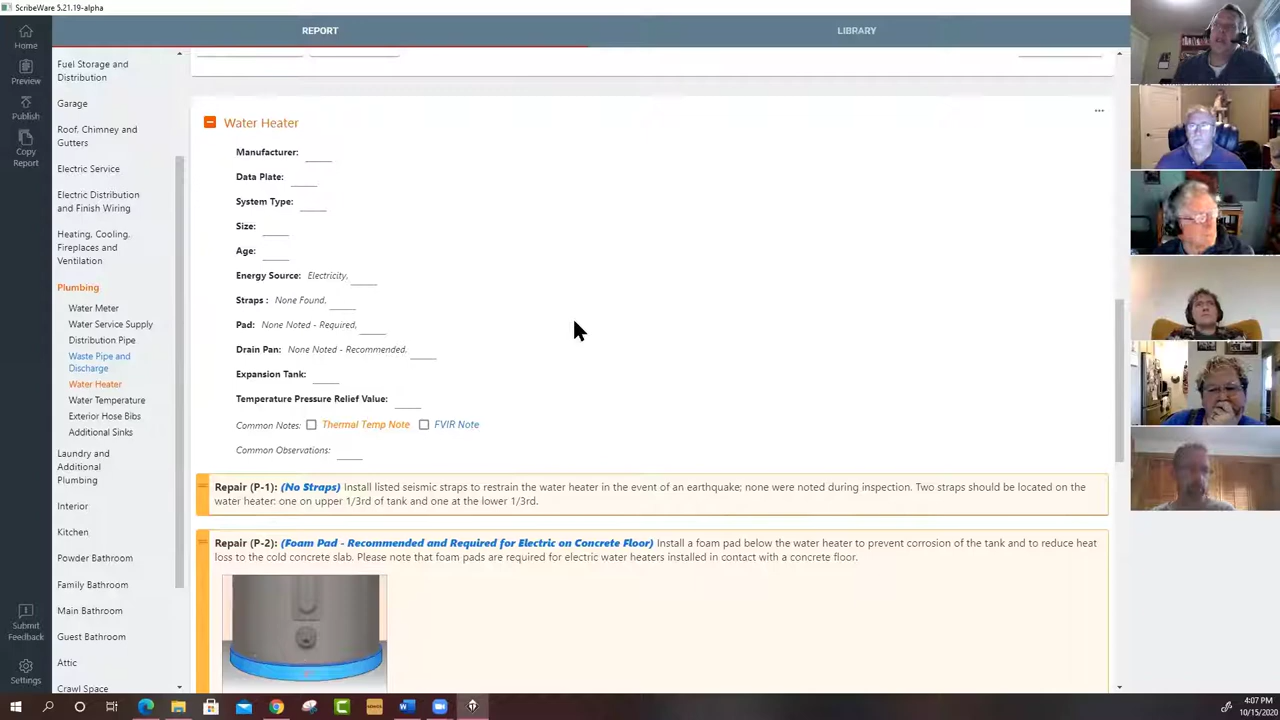 ScribeWare 5.21.19-alpha
REPORT
LIBRARY
Home
Preview
Publish
Copy
Report
Submit
Feedback
Settings
Fuel Storage and
Distribution
Garage
Roof, Chimney and
Gutters
Electric Service
Electric Distribution
and Finish Wiring
Heating, Cooling,
Fireplaces and
Ventilation
Plumbing
Water Meter
Water Service Supply
Distribution Pipe
Waste Pipe and
Discharge
Water Heater
Water Temperature
Exterior Hose Bibs
Additional Sinks
Laundry and
Additional
Plumbing
Interior
Kitchen
Powder Bathroom
Family Bathroom
Main Bathroom
Guest Bathroom
Attic
Crawl Space
Water Heater
Manufacturer:
Data Plate:
System Type:
Size:
Age:
Energy Source: Electricity,
Straps : None Found,
Pad: None Noted - Required,
Drain Pan: None Noted - Recommended.
Expansion Tank:
Temperature Pressure Relief Value:
Common Notes: Thermal Temp Note FVIR Note
Common Observations:
Repair (P-1): (No Straps) Install listed seismic straps to restrain the water heater in the event of an earthquake; none were noted during inspection. Two straps should be located on the
water heater: one on upper 1/3rd of tank and one at the lower 1/3rd.
Repair (P-2): (Foam Pad - Recommended and Required for Electric on Concrete Floor) Install a foam pad below the water heater to prevent corrosion of the tank and to reduce heat
loss to the cold concrete slab. Please note that foam pads are required for electric water heaters installed in contact with a concrete floor.
4:07 PM
10/15/2020